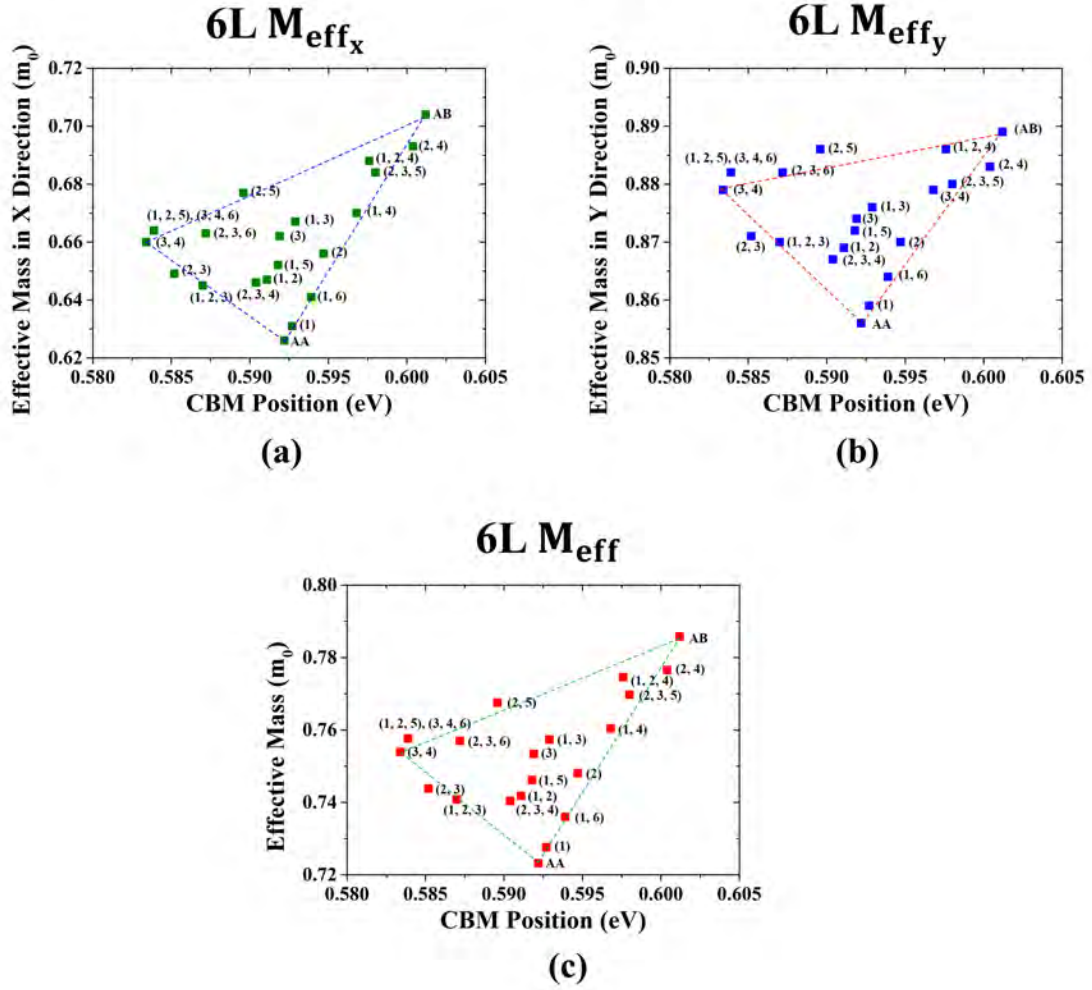 6L M_eff_x
Effective Mass in X Direction (m_0)
0.72
0.70
0.68
0.66
0.64
0.62
AB
(2, 4)
(1, 2, 4)
(2, 3, 5)
(2, 5)
(1, 4)
(1, 2, 5), (3, 4, 6)
(1, 3)
(3, 4)
(2, 3, 6)
(3)
(2)
(2, 3)
(1, 5)
(1, 2)
(1, 2, 3)
(2, 3, 4)
(1, 6)
(1)
AA
0.580 0.585 0.590 0.595 0.600 0.605
CBM Position (eV)
(a)
6L M_eff_y
Effective Mass in Y Direction (m_0)
0.90
0.89
0.88
0.87
0.86
0.85
(AB)
(2, 5)
(1, 2, 4)
(1, 2, 5), (3, 4, 6)
(2, 3, 6)
(2, 4)
(2, 3, 5)
(3, 4)
(3, 4)
(1, 3)
(3)
(1, 5)
(2, 3)
(1, 2, 3)
(1, 2)
(2)
(2, 3, 4)
(1, 6)
(1)
AA
0.580 0.585 0.590 0.595 0.600 0.605
CBM Position (eV)
(b)
6L M_eff
Effective Mass (m_0)
0.80
0.78
0.76
0.74
0.72
AB
(2, 4)
(1, 2, 4)
(2, 3, 5)
(2, 5)
(1, 4)
(1, 2, 5), (3, 4, 6)
(2, 3, 6)
(1, 3)
(3, 4)
(3)
(2)
(1, 5)
(2, 3)
(1, 2)
(1, 2, 3)
(2, 3, 4)
(1, 6)
(1)
AA
0.580 0.585 0.590 0.595 0.600 0.605
CBM Position (eV)
(c)